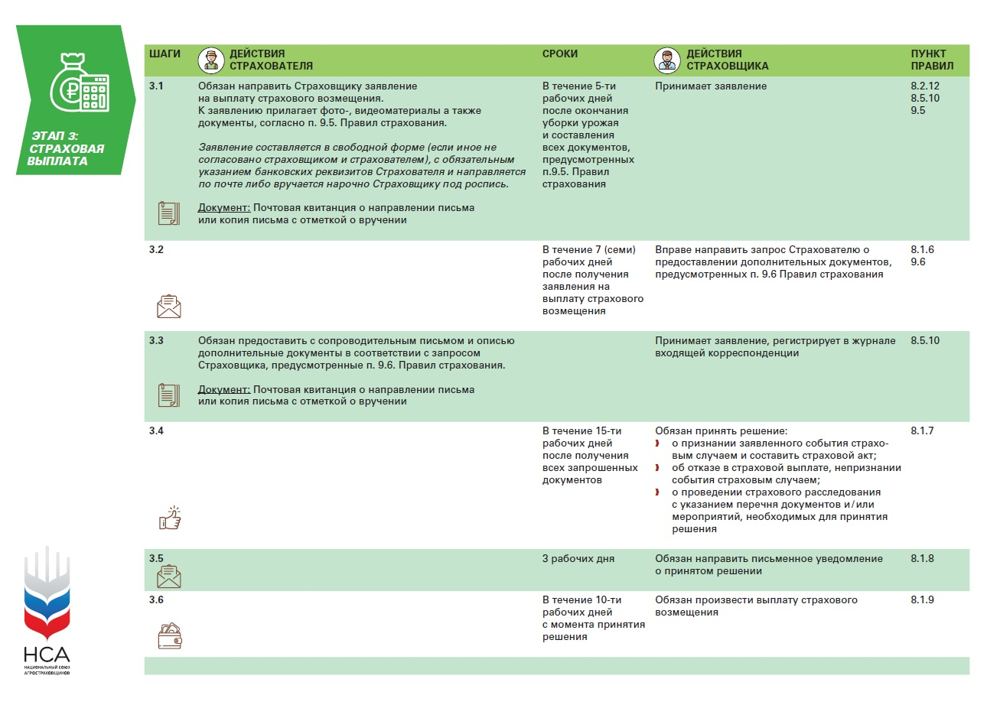 ЭТАП 3:
СТРАХОВАЯ
ВЫПЛАТА
ШАГИ
ДЕЙСТВИЯ
СТРАХОВАТЕЛЯ
СРОКИ
ДЕЙСТВИЯ
СТРАХОВЩИКА
ПУНКТ
ПРАВИЛ
3.1
Обязан направить Страховщику заявление
на выплату страхового возмещения.
К заявлению прилагает фото-, видеоматериалы а также
документы, согласно п. 9.5. Правил страхования.
Заявление составляется в свободной форме (если иное не
согласовано страховщиком и страхователем), с обязательным
указанием банковских реквизитов Страхователя и направляется
по почте либо вручается нарочно Страховщику под роспись.
Документ: Почтовая квитанция о направлении письма
или копия письма с отметкой о вручении
В течение 5-ти
рабочих дней
после окончания
уборки урожая
и составления
всех документов,
предусмотренных
п.9.5. Правил
страхования
Принимает заявление
8.2.12
8.5.10
9.5
3.2
В течение 7 (семи)
рабочих дней
после получения
заявления на
выплату страхового
возмещения
Вправе направить запрос Страхователю о
предоставлении дополнительных документов,
предусмотренных п. 9.6 Правил страхования
8.1.6
9.6
3.3
Обязан предоставить с сопроводительным письмом и описью
дополнительные документы в соответствии с запросом
Страховщика, предусмотренные п. 9.6. Правил страхования.
Документ: Почтовая квитанция о направлении письма
или копия письма с отметкой о вручении
Принимает заявление, регистрирует в журнале
входящей корреспонденции
8.5.10
3.4
В течение 15-ти
рабочих дней
после получения
всех запрошенных
документов
Обязан принять решение:
о признании заявленного события страхо-
вым случаем и составить страховой акт;
об отказе в страховой выплате, непризнании
события страховым случаем;
о проведении страхового расследования
с указанием перечня документов и/или
мероприятий, необходимых для принятия
решения
8.1.7
3.5
3 рабочих дня
Обязан направить письменное уведомление
о принятом решении
8.1.8
3.6
В течение 10-ти
рабочих дней
с момента принятия
решения
Обязан произвести выплату страхового
возмещения
8.1.9
НСА
НАЦИОНАЛЬНЫЙ СОЮЗ
АГРОСТРАХОВЩИКОВ